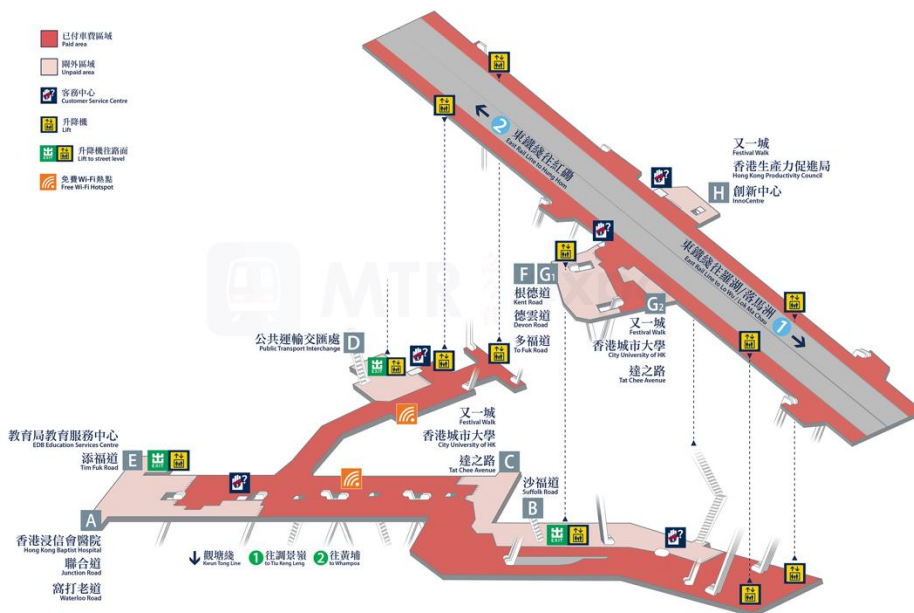 已付車費區域
Paid area
閘外區域
Unpaid area
客務中心
Customer Service Centre
升降機
Lift
EXIT
升降機往路面
Lift to street level
免費Wi-Fi熱點
Free Wi-Fi Hotspot
2
東鐵綫往紅磡
East Rail Line to Hung Hom
又一城
Festival Walk
香港生產力促進局
Hong Kong Productivity Council
H
創新中心
InnoCentre
東鐵綫往羅湖/落馬洲
East Rail Line to Lo Wu / Lok Ma Chau
1
MTR
F
G1
根德道
Kent Road
德雲道
Devon Road
多福道
To Fuk Road
G2
又一城
Festival Walk
香港城市大學
City University of HK
達之路
Tat Chee Avenue
公共運輸交匯處
Public Transport Interchange
D
EXIT
又一城
Festival Walk
香港城市大學
City University of HK
達之路
Tat Chee Avenue
C
教育局教育服務中心
EDB Education Services Centre
添福道
Tim Fuk Road
E
EXIT
沙福道
Suffolk Road
B
EXIT
A
香港浸信會醫院
Hong Kong Baptist Hospital
聯合道
Junction Road
窩打老道
Waterloo Road
觀塘綫
Kwun Tong Line
1
往調景嶺
to Tiu Keng Leng
2
往黃埔
to Whampoa